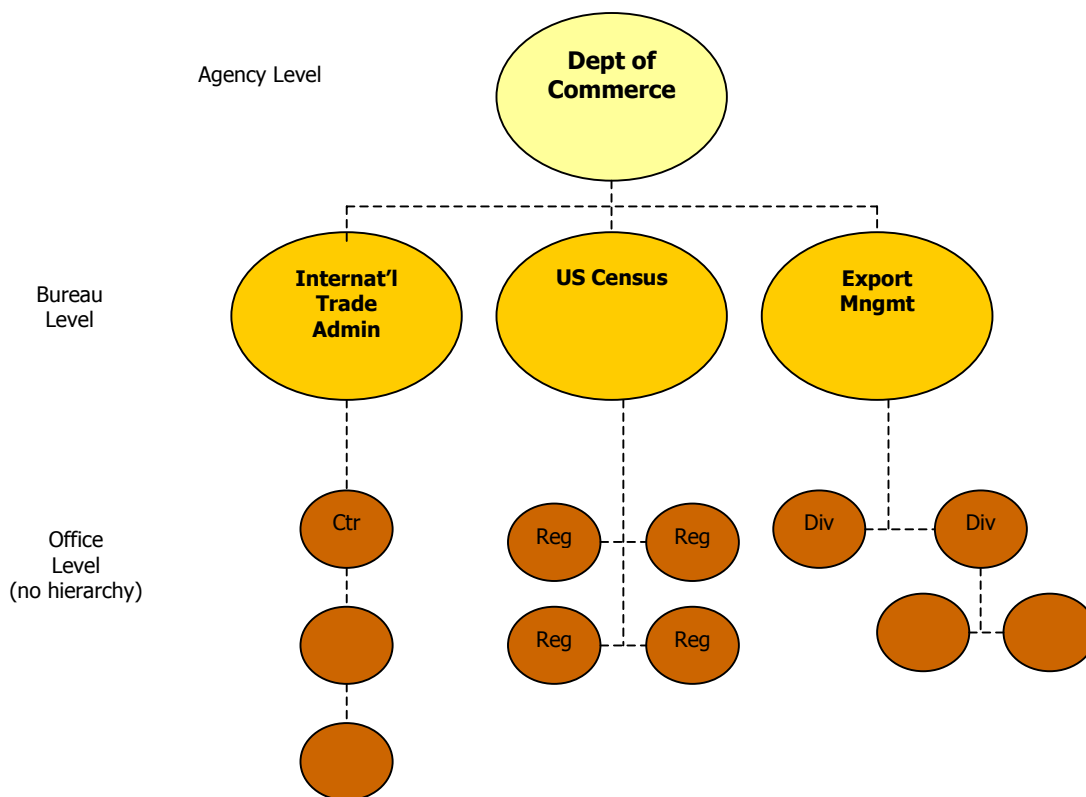 Agency Level
Dept of
Commerce
Bureau
Level
Internat’l
Trade
Admin
US Census
Export
Mngmt
Office
Level
(no hierarchy)
Ctr
Reg
Reg
Div
Div
Reg
Reg